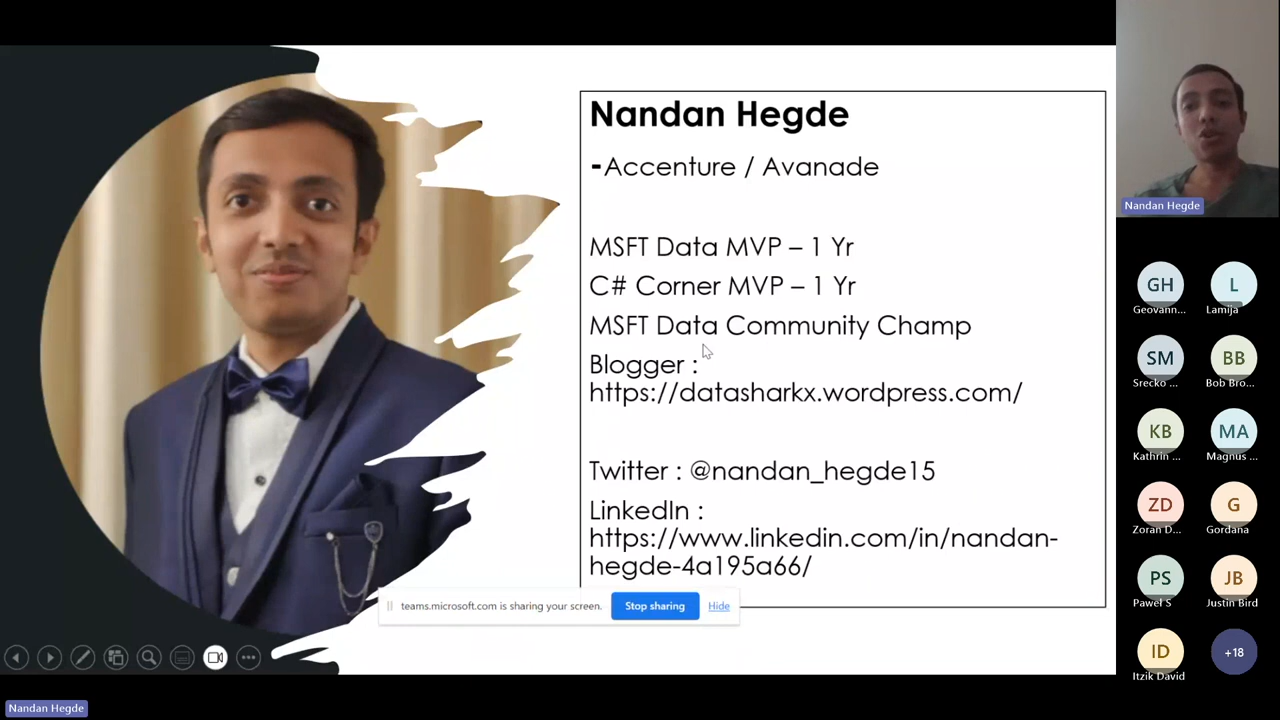 Nandan Hegde
-Accenture / Avanade
MSFT Data MVP – 1 Yr
C# Corner MVP – 1 Yr
MSFT Data Community Champ
Blogger :
https://datasharkx.wordpress.com/
Twitter : @nandan_hegde15
LinkedIn :
https://www.linkedin.com/in/nandan-
hegde-4a195a66/
teams.microsoft.com is sharing your screen.
Stop sharing
Hide
Nandan Hegde
Nandan Hegde
GH
L
Geovann...
Lamija
SM
BB
Srecko ...
Bob Bro...
KB
MA
Kathrin ...
Magnus ...
ZD
G
Zoran D...
Gordana
PS
JB
Pawel S
Justin Bird
ID
+18
Itzik David